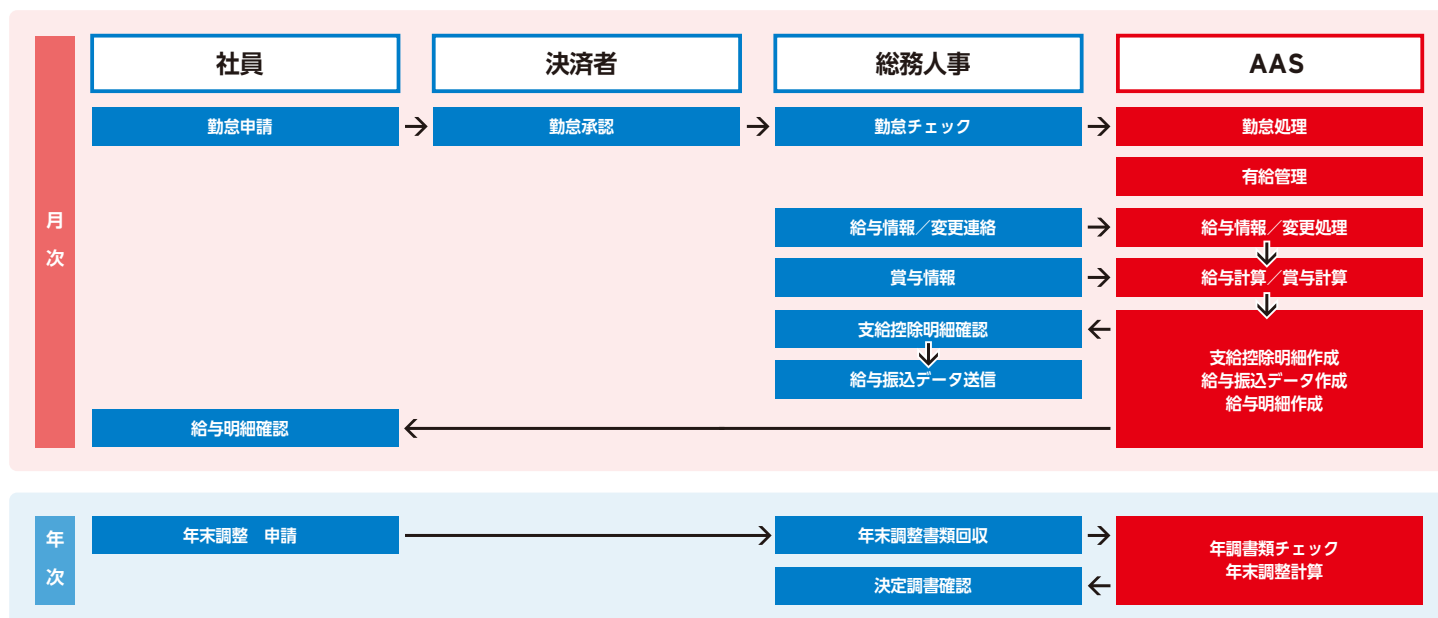 社員
決済者
総務人事
AAS
月次
勤怠申請
勤怠承認
勤怠チェック
勤怠処理
有給管理
給与情報／変更連絡
給与情報／変更処理
賞与情報
給与計算／賞与計算
支給控除明細確認
給与振込データ送信
支給控除明細作成
給与振込データ作成
給与明細作成
給与明細確認
年次
年末調整　申請
年末調整書類回収
年調書類チェック
年末調整計算
決定調書確認